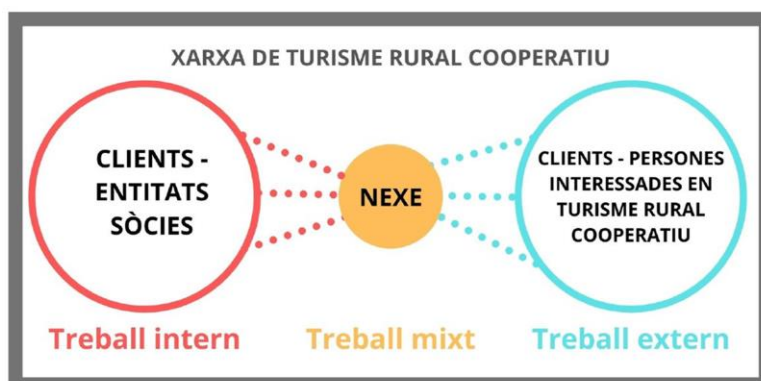 XARXA DE TURISME RURAL COOPERATIU
CLIENTS -
ENTITATS
SÒCIES
NEXE
CLIENTS - PERSONES
INTERESSADES EN
TURISME RURAL
COOPERATIU
Treball intern
Treball mixt
Treball extern